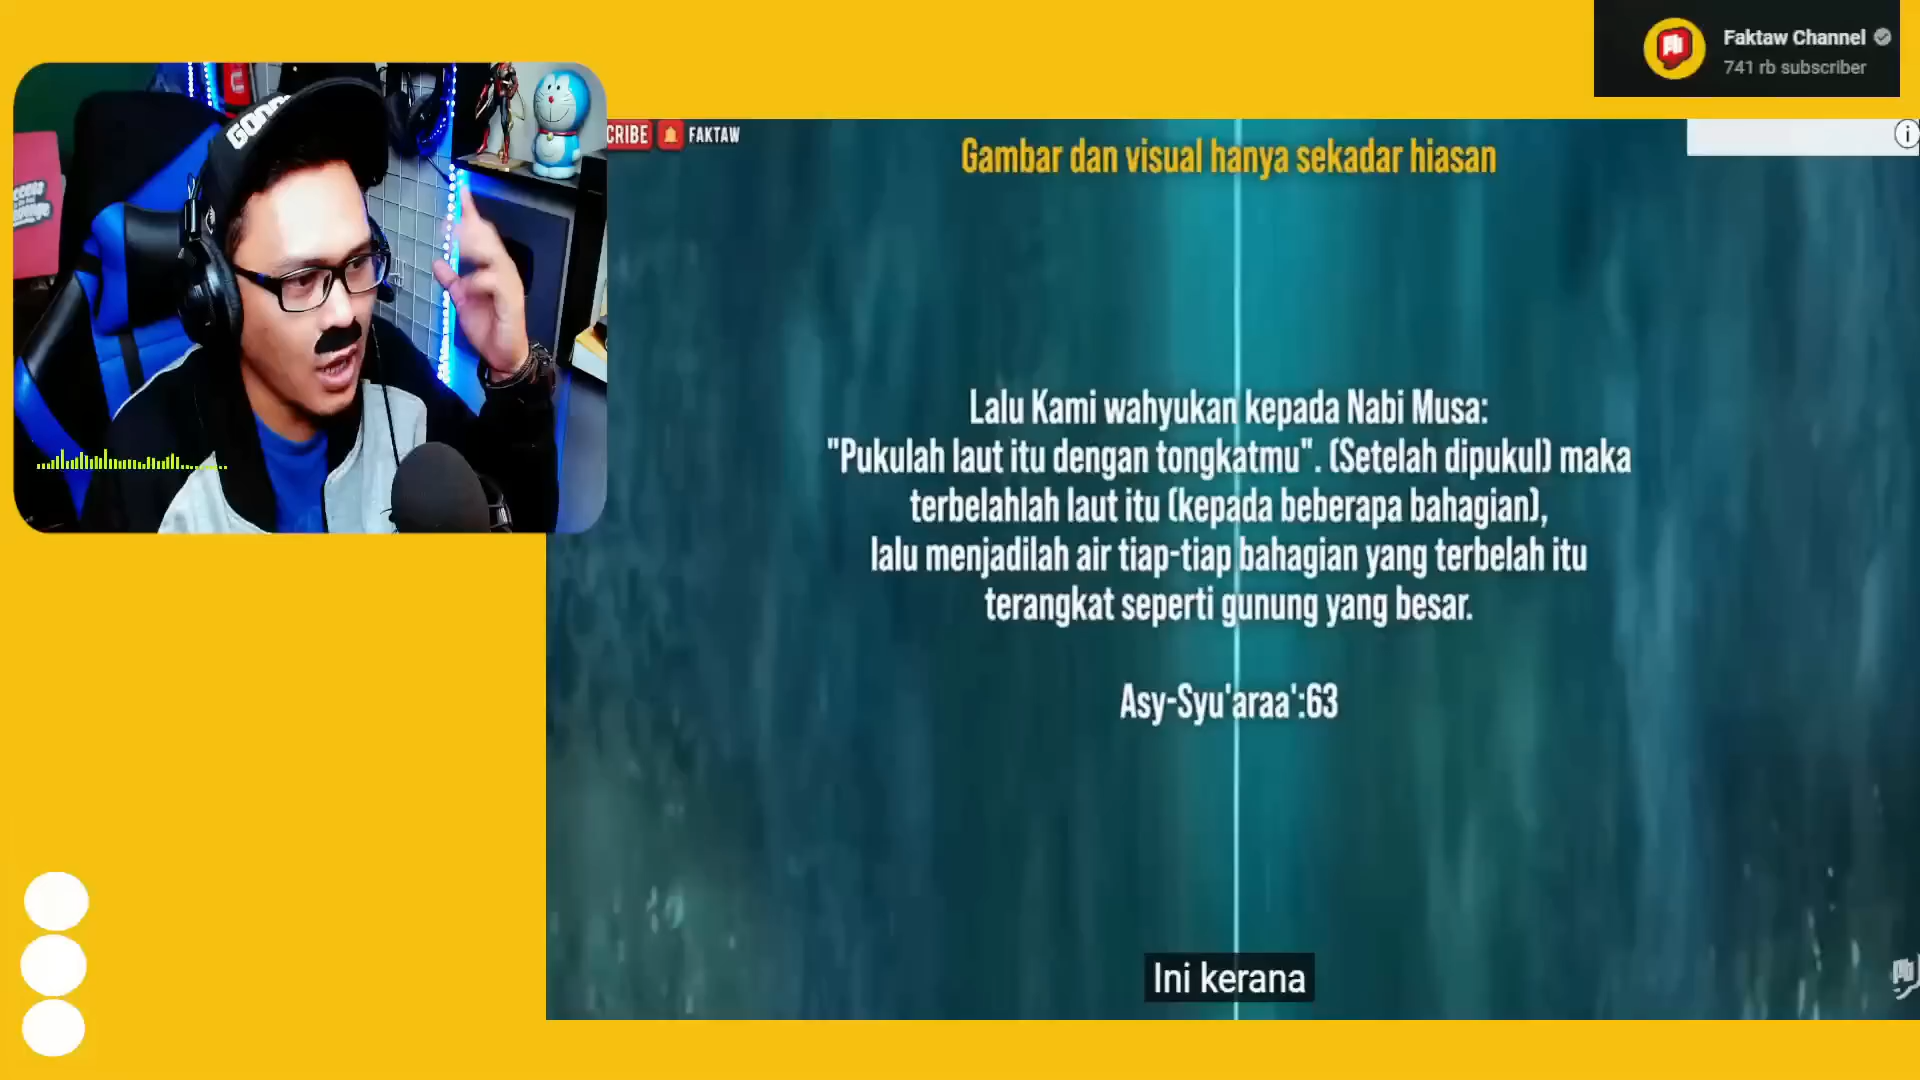 Faktaw Channel
741 rb subscriber
CRIBE
FAKTAW
Gambar dan visual hanya sekadar hiasan
Lalu Kami wahyukan kepada Nabi Musa:
"Pukulah laut itu dengan tongkatmu". (Setelah dipukul) maka
terbelahlah laut itu (kepada beberapa bahagian),
lalu menjadilah air tiap-tiap bahagian yang terbelah itu
terangkat seperti gunung yang besar.
Asy-Syu'araa':63
Ini kerana